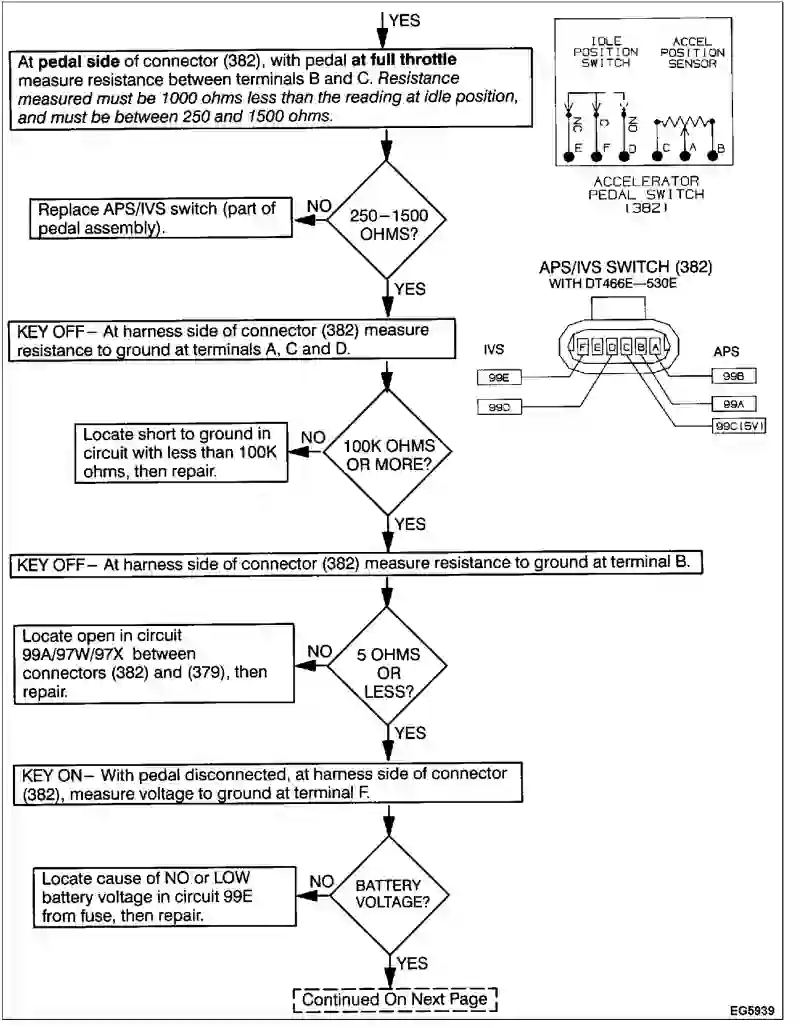 YES
At pedal side of connector (382), with pedal at full throttle
measure resistance between terminals B and C. Resistance
measured must be 1000 ohms less than the reading at idle position,
and must be between 250 and 1500 ohms.
IDLE
POSITION
SWITCH
ACCEL
POSITION
SENSOR
NC
C
NO
E
F
D
C
A
B
ACCELERATOR
PEDAL SWITCH
(382)
Replace APS/IVS switch (part of
pedal assembly).
NO
250–1500
OHMS?
YES
APS/IVS SWITCH (382)
WITH DT466E—530E
IVS
APS
F E D C B A
99E
99D
99B
99A
99C(5V)
KEY OFF– At harness side of connector (382) measure
resistance to ground at terminals A, C and D.
Locate short to ground in
circuit with less than 100K
ohms, then repair.
NO
100K OHMS
OR MORE?
YES
KEY OFF– At harness side of connector (382) measure resistance to ground at terminal B.
Locate open in circuit
99A/97W/97X between
connectors (382) and (379), then
repair.
NO
5 OHMS
OR
LESS?
YES
KEY ON– With pedal disconnected, at harness side of connector
(382), measure voltage to ground at terminal F.
Locate cause of NO or LOW
battery voltage in circuit 99E
from fuse, then repair.
NO
BATTERY
VOLTAGE?
YES
Continued On Next Page
EG5939